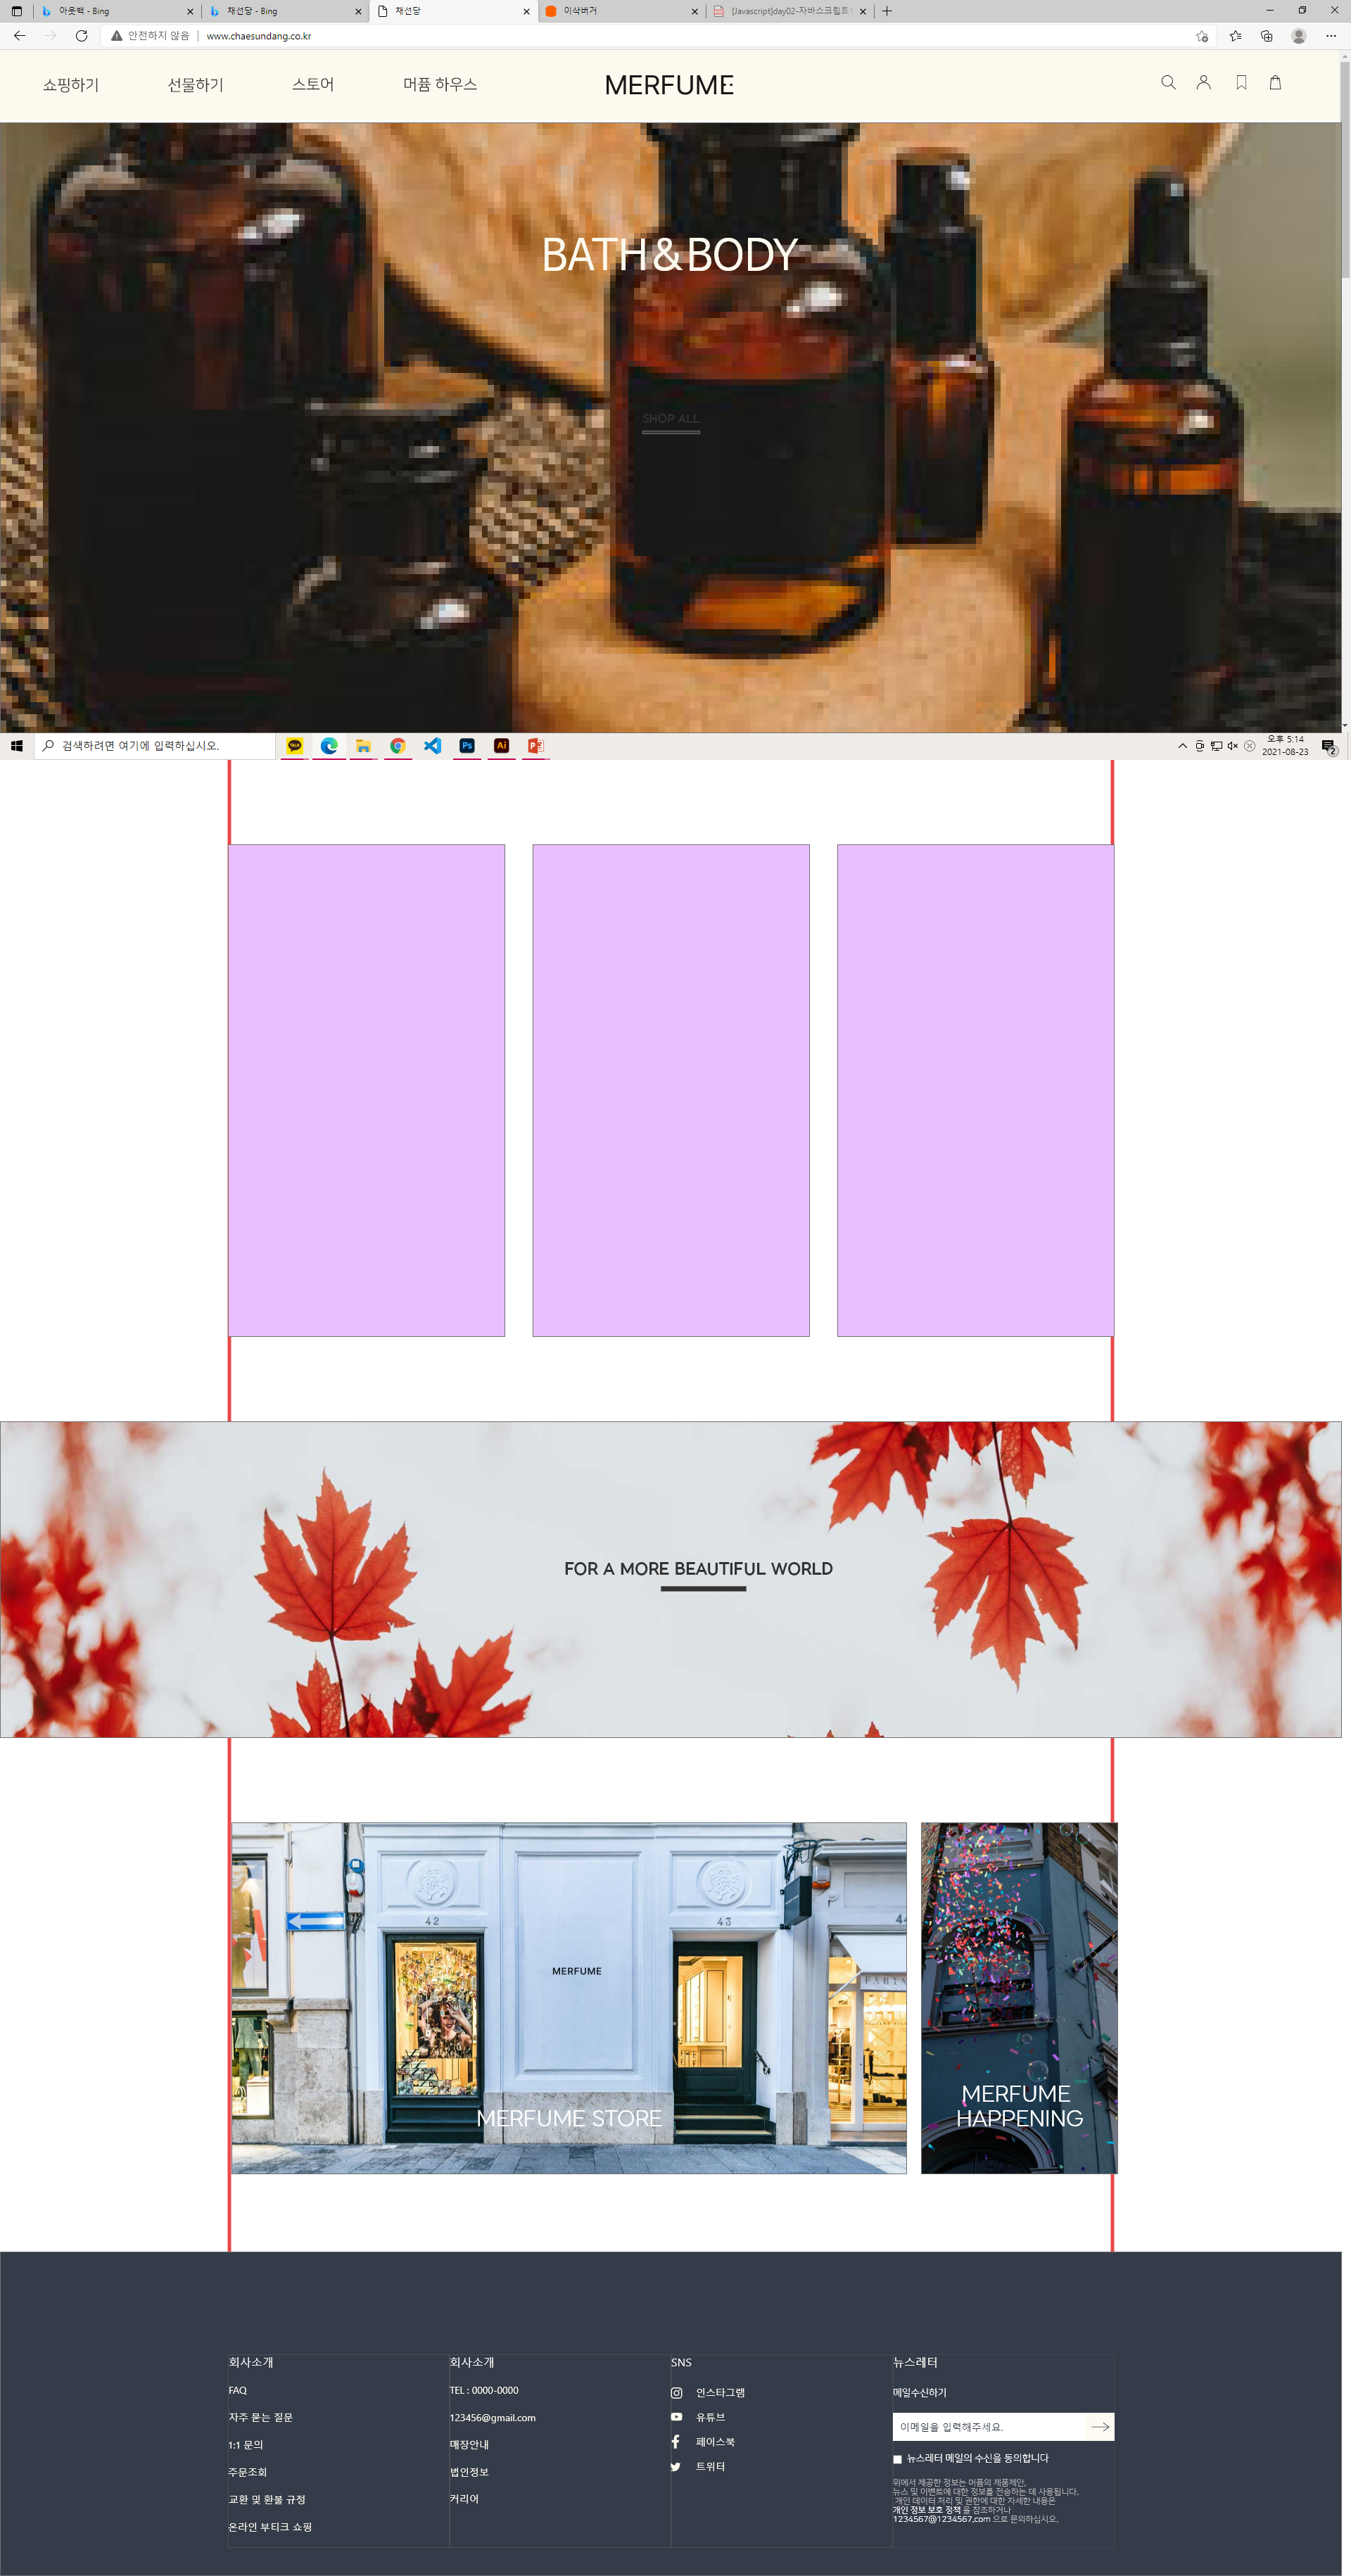 아웃백 - Bing
채선당 - Bing
채선당
이삭버거
[Javascript]day02-자바스크립트
안전하지 않음
www.chaesundang.co.kr
쇼핑하기
선물하기
스토어
머퓸 하우스
MERFUME
BATH&BODY
SHOP ALL
검색하려면 여기에 입력하십시오.
오후 5:14
2021-08-23
2
FOR A MORE BEAUTIFUL WORLD
42
43
MERFUME
MERFUME STORE
MERFUME
HAPPENING
회사소개
FAQ
자주 묻는 질문
1:1 문의
주문조회
교환 및 환불 규정
온라인 부티크 쇼핑
회사소개
TEL : 0000-0000
123456@gmail.com
매장안내
법인정보
커리어
SNS
인스타그램
유튜브
페이스북
트위터
뉴스레터
메일수신하기
이메일을 입력해주세요.
뉴스레터 메일의 수신을 동의합니다
위에서 제공한 정보는 머퓸의 제품제안,
뉴스 및 이벤트에 대한 정보를 전송하는 데 사용됩니다.
개인 데이터 처리 및 권한에 대한 자세한 내용은
개인 정보 보호 정책 을 참조하거나
1234567@1234567.com 으로 문의하십시오.